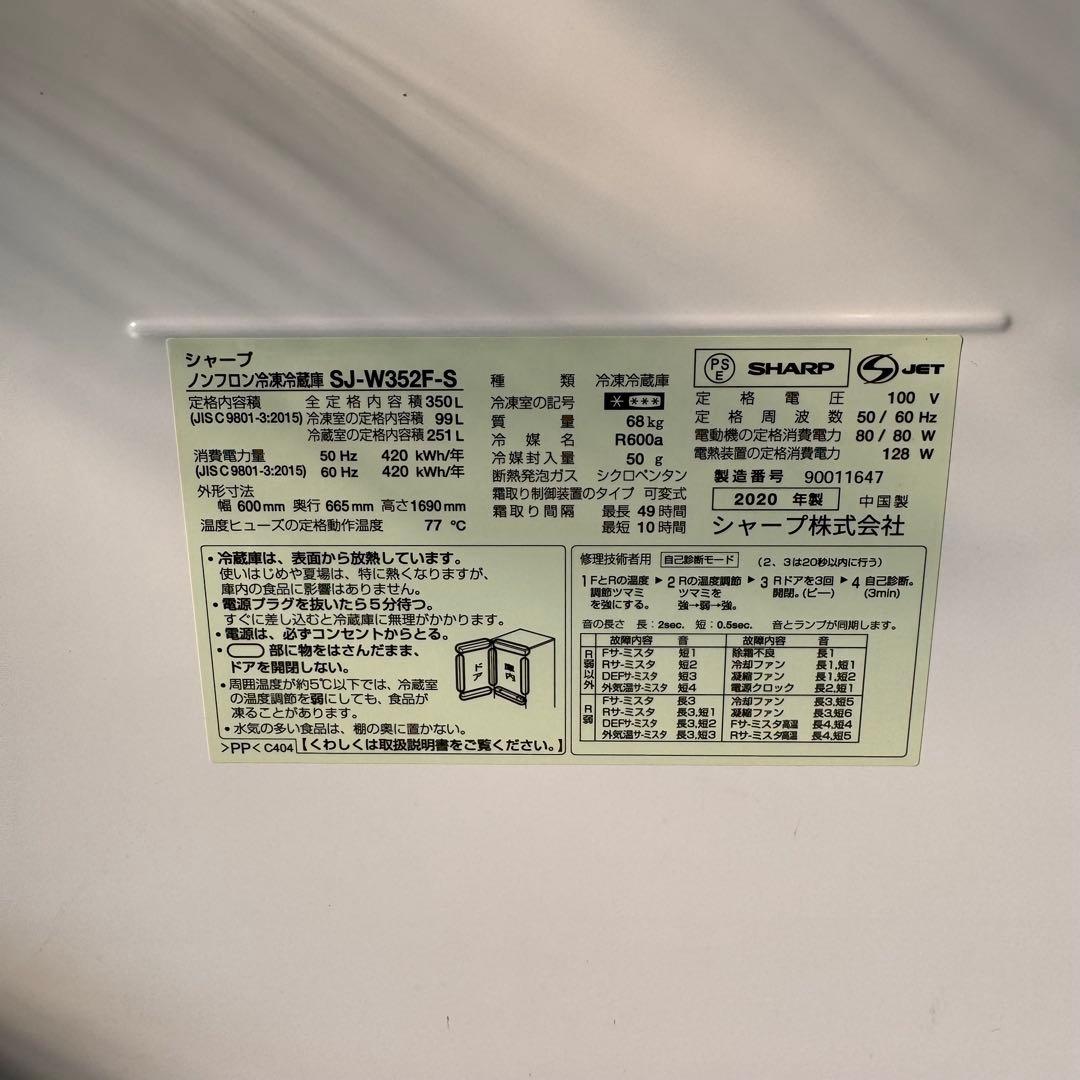 シャープ
ノンフロン冷凍冷蔵庫 SJ-W352F-S
定格内容積 全定格内容積 350L
(JIS C 9801-3:2015) 冷凍室の定格内容積 99L
冷蔵室の定格内容積 251L
消費電力量 50 Hz 420 kWh/年
(JIS C 9801-3:2015) 60 Hz 420 kWh/年
外形寸法
幅 600mm 奥行 665mm 高さ1690mm
温度ヒューズの定格動作温度 77 ℃
種類 冷凍冷蔵庫
冷凍室の記号 * ***
質量 68kg
冷媒名 R600a
冷媒封入量 50 g
断熱発泡ガス シクロペンタン
霜取り制御装置のタイプ 可変式
霜取り間隔 最長 49時間
最短 10時間
PSE SHARP S JET
定格電圧 100 V
定格周波数 50/60 Hz
電動機の定格消費電力 80/80 W
電熱装置の定格消費電力 128 W
製造番号 90011647
2020 年製 中国製
シャープ株式会社
・冷蔵庫は、表面から放熱しています。
使いはじめや夏場は、特に熱くなりますが、
庫内の食品に影響はありません。
・電源プラグを抜いたら5分待つ。
すぐに差し込むと冷蔵庫に無理がかかります。
・電源は、必ずコンセントからとる。
・ 部に物をはさんだまま、
ドアを開閉しない。
・周囲温度が約5℃以下では、冷蔵室
の温度調節を弱にしても、食品が
凍ることがあります。
・水気の多い食品は、棚の奥に置かない。
ドア 庫内
>PP< C404 【くわしくは取扱説明書をご覧ください。】
修理技術者用 自己診断モード (2、3は20秒以内に行う)
1 FとRの温度調節ツマミを強にする。 ▶ 2 Rの温度調節ツマミを強→弱→強。 ▶ 3 Rドアを3回開閉。(ピー) ▶ 4 自己診断。(3min)
音の長さ 長:2sec. 短:0.5sec. 音とランプが同期します。
故障内容 音 故障内容 音
R弱以外 Fサーミスタ 短1 除霜不良 長1
Rサーミスタ 短2 冷却ファン 長1,短1
DEFサーミスタ 短3 凝縮ファン 長1,短2
外気温サーミスタ 短4 電源クロック 長2,短1
R弱 Fサーミスタ 長3 冷却ファン 長3,短5
Rサーミスタ 長3,短1 凝縮ファン 長3,短6
DEFサーミスタ 長3,短2 Fサーミスタ高温 長4,短4
外気温サーミスタ 長3,短3 Rサーミスタ高温 長4,短5